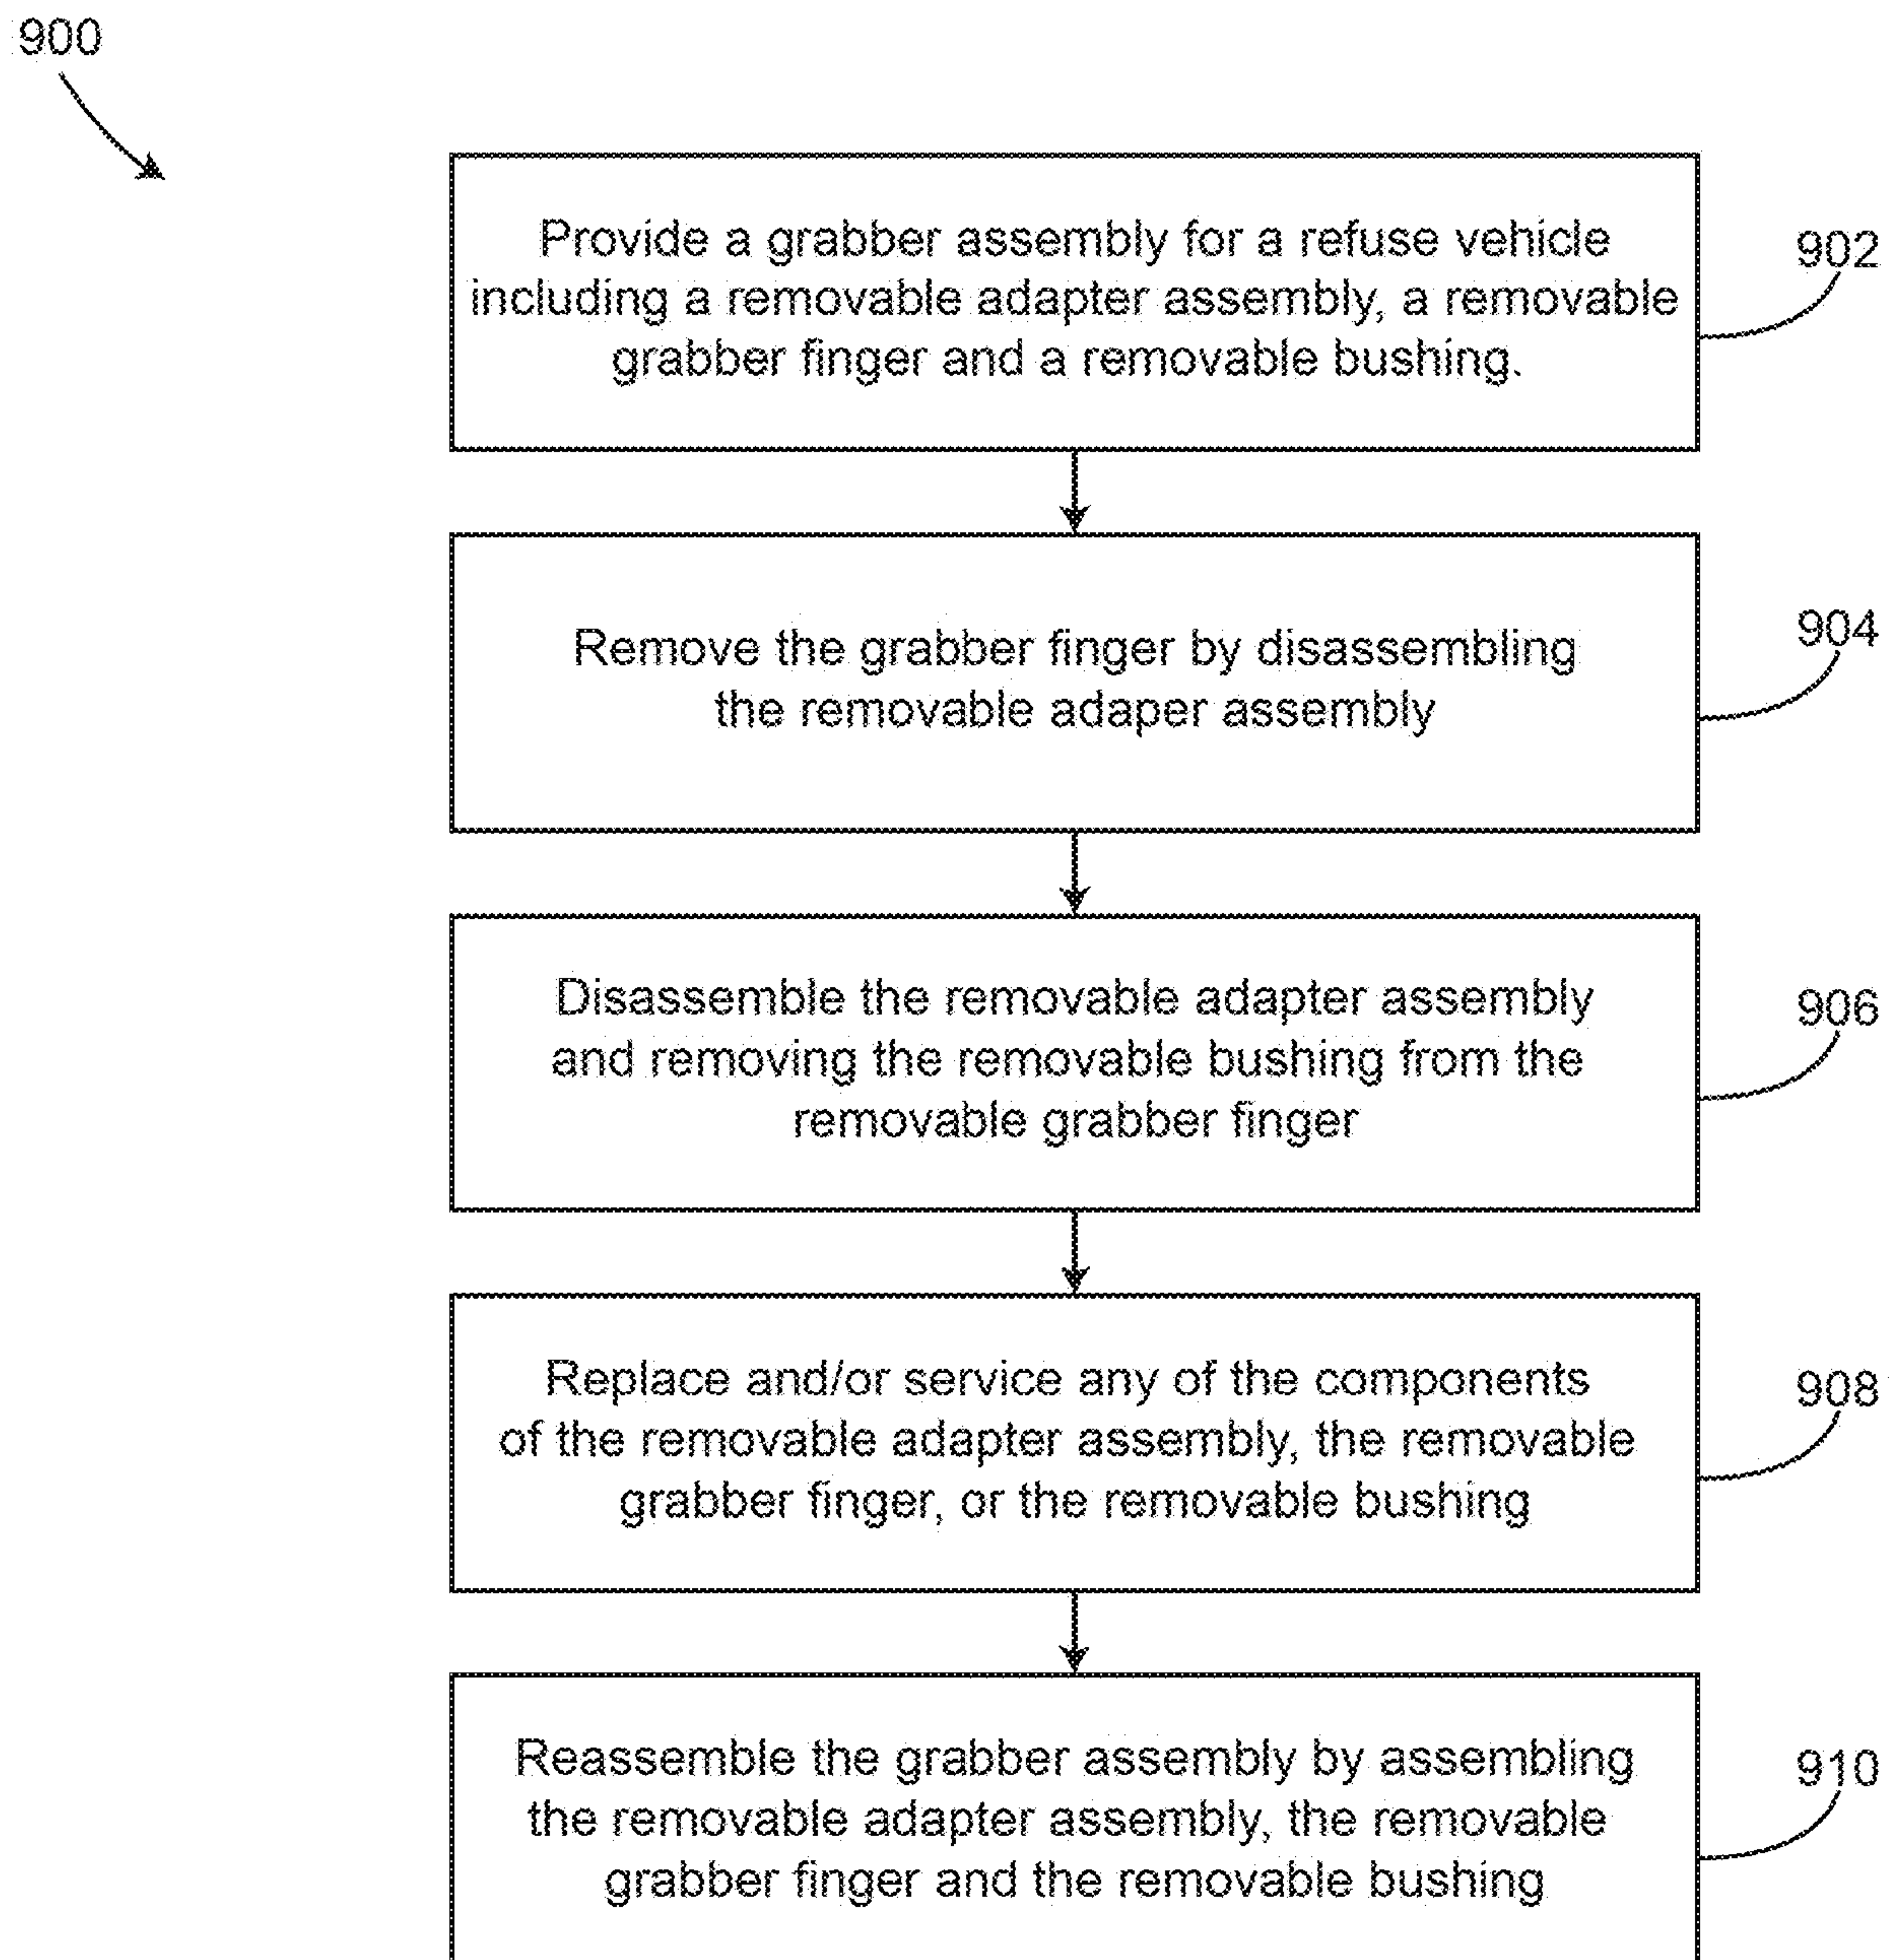 900
Provide a grabber assembly for a refuse vehicle
902
including a removable adapter assembly, a removable
grabber finger and a removable bushing.
Remove the grabber finger by disassembling
904
the removable adaper assembly
Disassemble the removable adapter assembly
906
and removing the removable bushing from the
removable grabber finger
Replace and/or service any of the components
908
of the removable adapter assembly, the removable
grabber finger, or the removable bushing
Reassemble the grabber assembly by assembling
910
the removable adapter assembly, the removable
grabber finger and the removable bushing